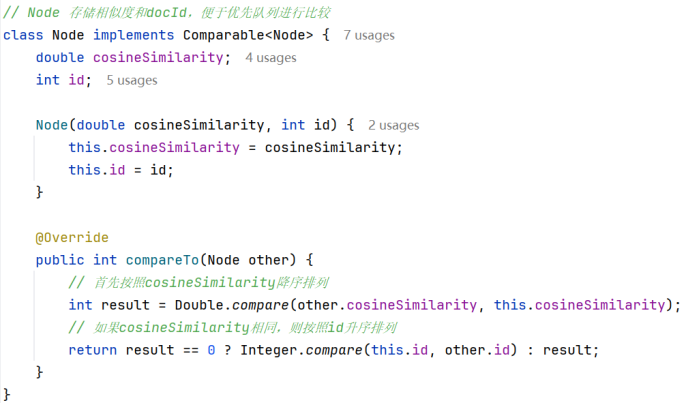 // Node 存储相似度和docId，便于优先队列进行比较
class Node implements Comparable<Node> {  7 usages
    double cosineSimilarity;  4 usages
    int id;  5 usages
    Node(double cosineSimilarity, int id) {  2 usages
        this.cosineSimilarity = cosineSimilarity;
        this.id = id;
    }
    @Override
    public int compareTo(Node other) {
        // 首先按照cosineSimilarity降序排列
        int result = Double.compare(other.cosineSimilarity, this.cosineSimilarity);
        // 如果cosineSimilarity相同，则按照id升序排列
        return result == 0 ? Integer.compare(this.id, other.id) : result;
    }
}